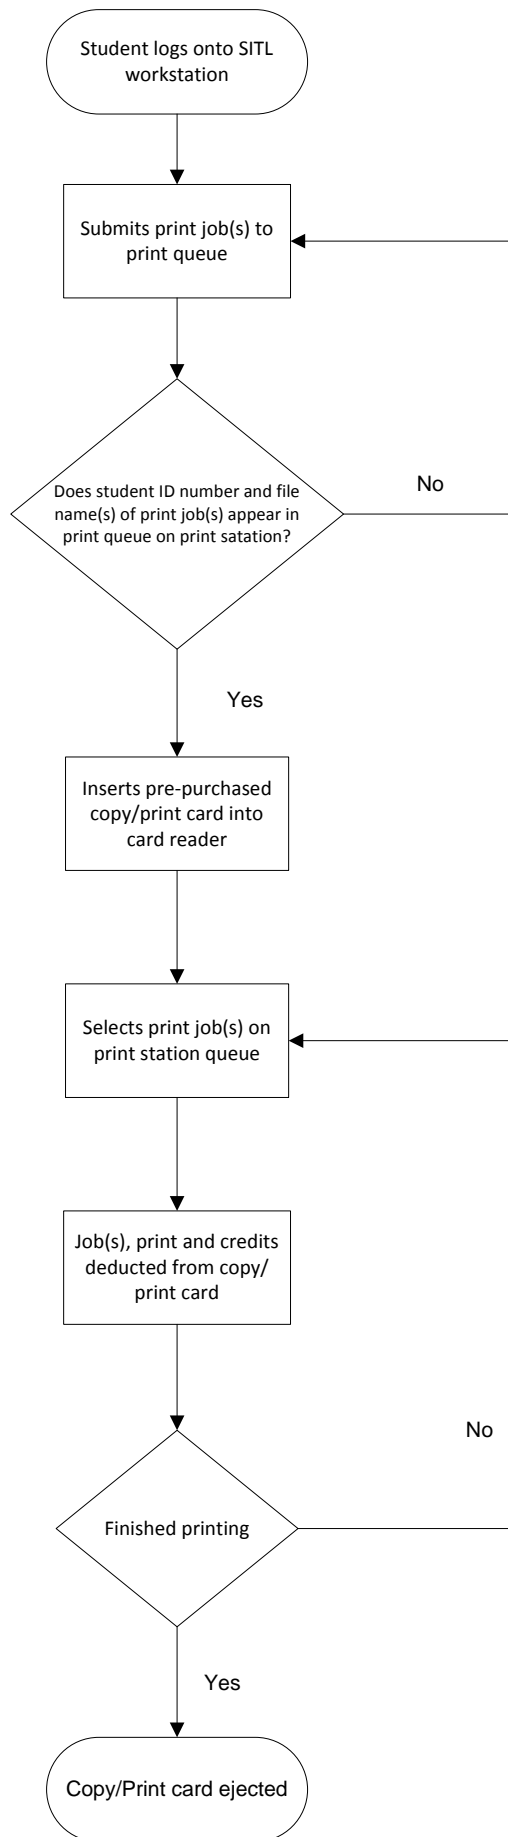 Student logs onto SITL
workstation
Submits print job(s) to
print queue
Does student ID number and file
name(s) of print job(s) appear in
print queue on print satation?
No
Yes
Inserts pre-purchased
copy/print card into
card reader
Selects print job(s) on
print station queue
Job(s), print and credits
deducted from copy/
print card
No
Finished printing
Yes
Copy/Print card ejected